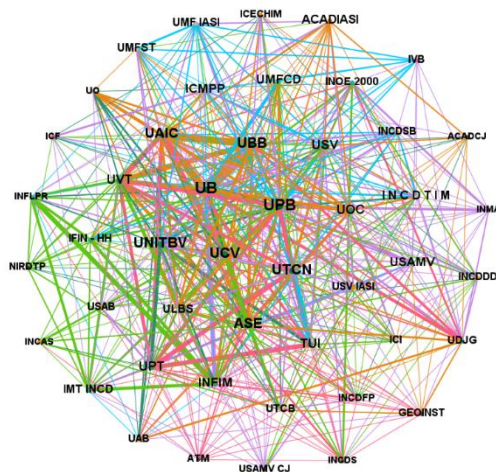 ICECHIM
UMF IASI
ACADIASI
UMFST
IVB
UMFCD
INOE 2000
ICMPP
UO
UAIC
INCDSB
UBB
USV
ICF
ACADCJ
UVT
UB
INCDTIM
INFLPR
UPB
UOC
INMA
IFIN - HH
UNITBV
UCV
USAMV
NIRDTP
UTCN
INCDDD
USV IASI
USAB
ULBS
ASE
INCAS
TUI
ICI
UDJG
UPT
IMT INCD
INFIM
INCDFP
UTCB
GEOINST
UAB
ATM
INCDS
USAMV CJ